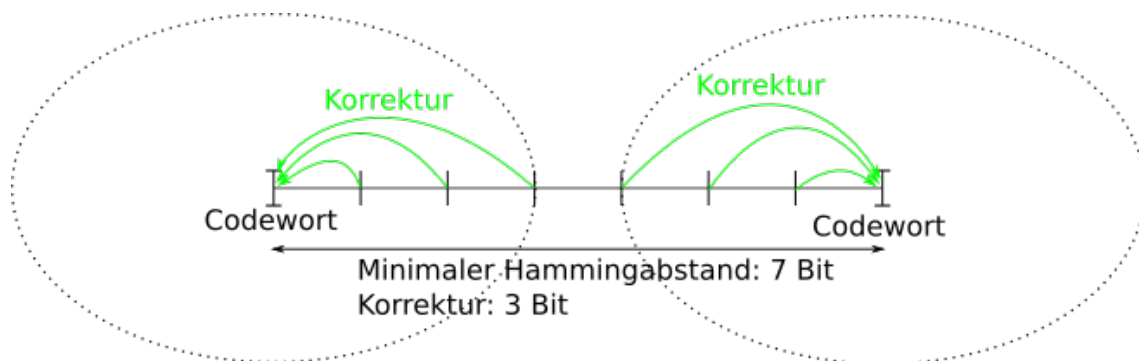 Korrektur
Korrektur
Codewort
Codewort
Minimaler Hammingabstand: 7 Bit
Korrektur: 3 Bit